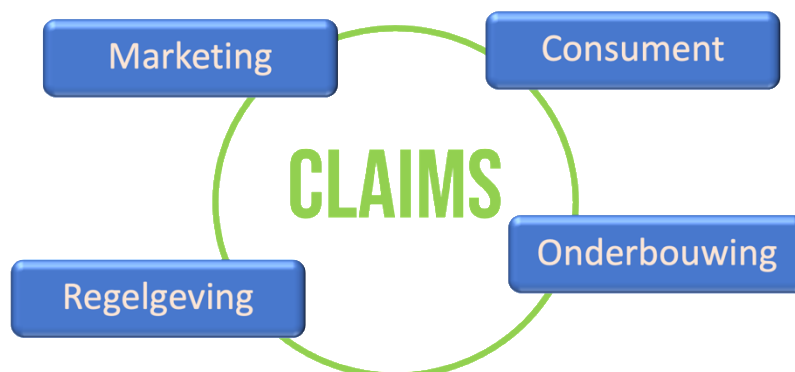 Marketing
Consument
CLAIMS
Onderbouwing
Regelgeving